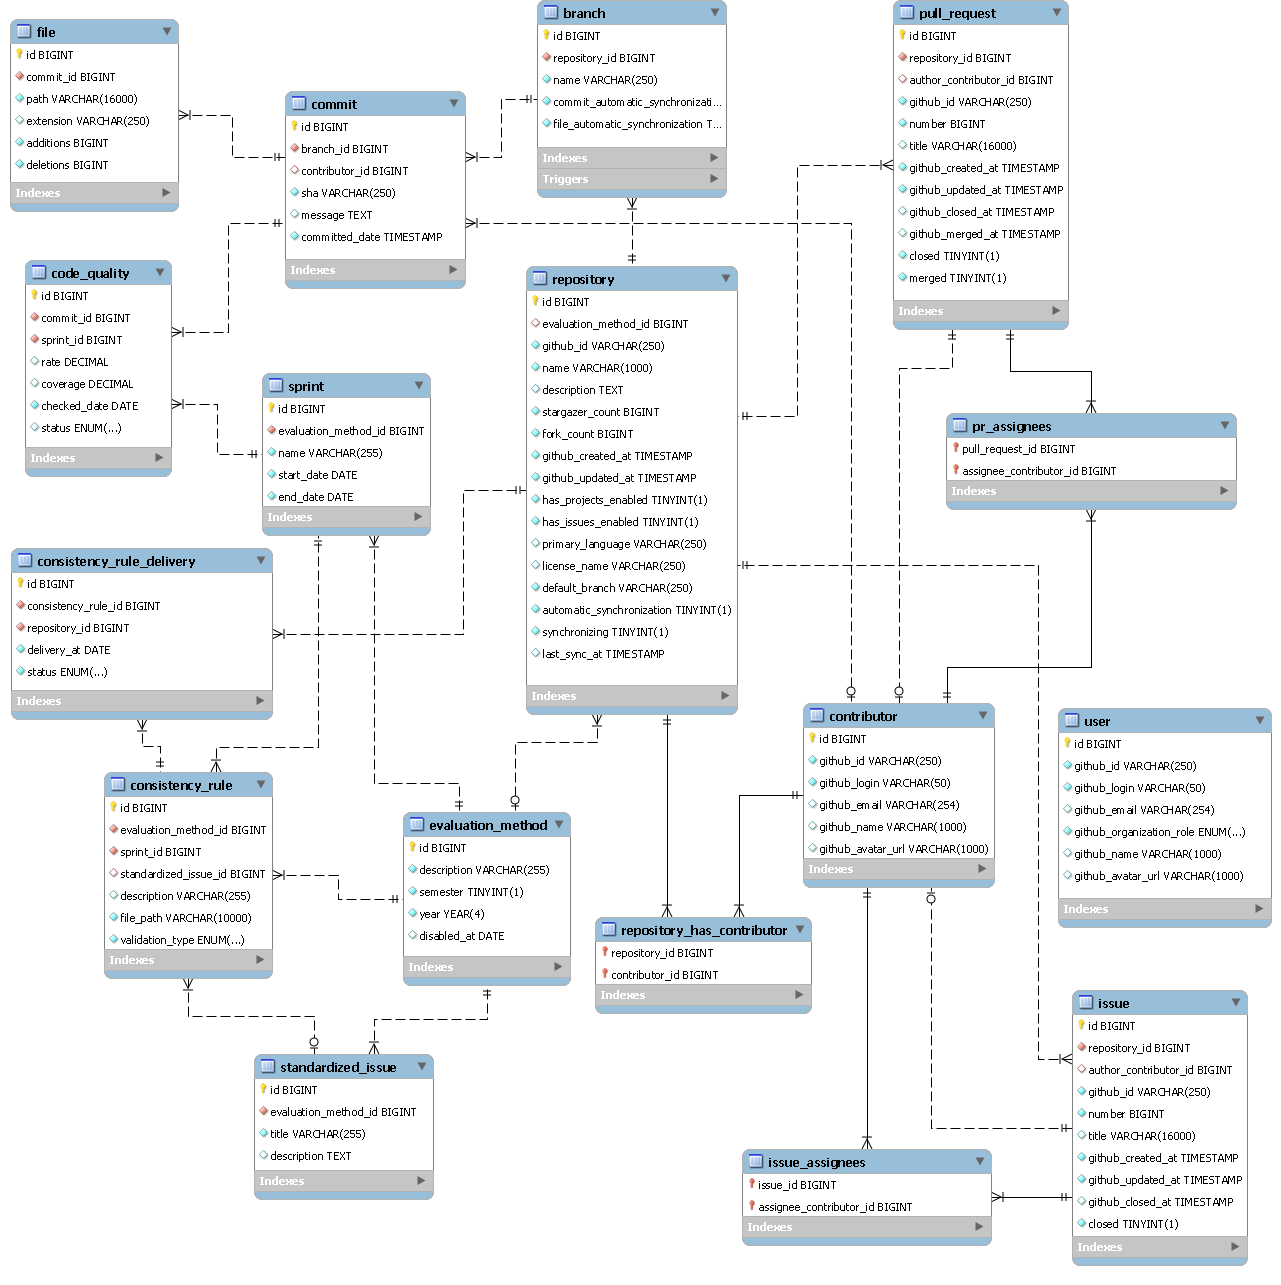 file
id BIGINT
commit_id BIGINT
path VARCHAR(16000)
extension VARCHAR(250)
additions BIGINT
deletions BIGINT
Indexes
commit
id BIGINT
branch_id BIGINT
contributor_id BIGINT
sha VARCHAR(250)
message TEXT
committed_date TIMESTAMP
Indexes
branch
id BIGINT
repository_id BIGINT
name VARCHAR(250)
commit_automatic_synchronizati...
file_automatic_synchronization T...
Indexes
Triggers
pull_request
id BIGINT
repository_id BIGINT
author_contributor_id BIGINT
github_id VARCHAR(250)
number BIGINT
title VARCHAR(16000)
github_created_at TIMESTAMP
github_updated_at TIMESTAMP
github_closed_at TIMESTAMP
github_merged_at TIMESTAMP
closed TINYINT(1)
merged TINYINT(1)
Indexes
code_quality
id BIGINT
commit_id BIGINT
sprint_id BIGINT
rate DECIMAL
coverage DECIMAL
checked_date DATE
status ENUM(...)
Indexes
sprint
id BIGINT
evaluation_method_id BIGINT
name VARCHAR(255)
start_date DATE
end_date DATE
Indexes
repository
id BIGINT
evaluation_method_id BIGINT
github_id VARCHAR(250)
name VARCHAR(1000)
description TEXT
stargazer_count BIGINT
fork_count BIGINT
github_created_at TIMESTAMP
github_updated_at TIMESTAMP
has_projects_enabled TINYINT(1)
has_issues_enabled TINYINT(1)
primary_language VARCHAR(250)
license_name VARCHAR(250)
default_branch VARCHAR(250)
automatic_synchronization TINYINT(1)
synchronizing TINYINT(1)
last_sync_at TIMESTAMP
Indexes
pr_assignees
pull_request_id BIGINT
assignee_contributor_id BIGINT
Indexes
consistency_rule_delivery
id BIGINT
consistency_rule_id BIGINT
repository_id BIGINT
delivery_at DATE
status ENUM(...)
Indexes
contributor
id BIGINT
github_id VARCHAR(250)
github_login VARCHAR(50)
github_email VARCHAR(254)
github_name VARCHAR(1000)
github_avatar_url VARCHAR(1000)
Indexes
user
id BIGINT
github_id VARCHAR(250)
github_login VARCHAR(50)
github_email VARCHAR(254)
github_organization_role ENUM(...)
github_name VARCHAR(1000)
github_avatar_url VARCHAR(1000)
Indexes
consistency_rule
id BIGINT
evaluation_method_id BIGINT
sprint_id BIGINT
standardized_issue_id BIGINT
description VARCHAR(255)
file_path VARCHAR(10000)
validation_type ENUM(...)
Indexes
evaluation_method
id BIGINT
description VARCHAR(255)
semester TINYINT(1)
year YEAR(4)
disabled_at DATE
Indexes
repository_has_contributor
repository_id BIGINT
contributor_id BIGINT
Indexes
standardized_issue
id BIGINT
evaluation_method_id BIGINT
title VARCHAR(255)
description TEXT
Indexes
issue_assignees
issue_id BIGINT
assignee_contributor_id BIGINT
Indexes
issue
id BIGINT
repository_id BIGINT
author_contributor_id BIGINT
github_id VARCHAR(250)
number BIGINT
title VARCHAR(16000)
github_created_at TIMESTAMP
github_updated_at TIMESTAMP
github_closed_at TIMESTAMP
closed TINYINT(1)
Indexes